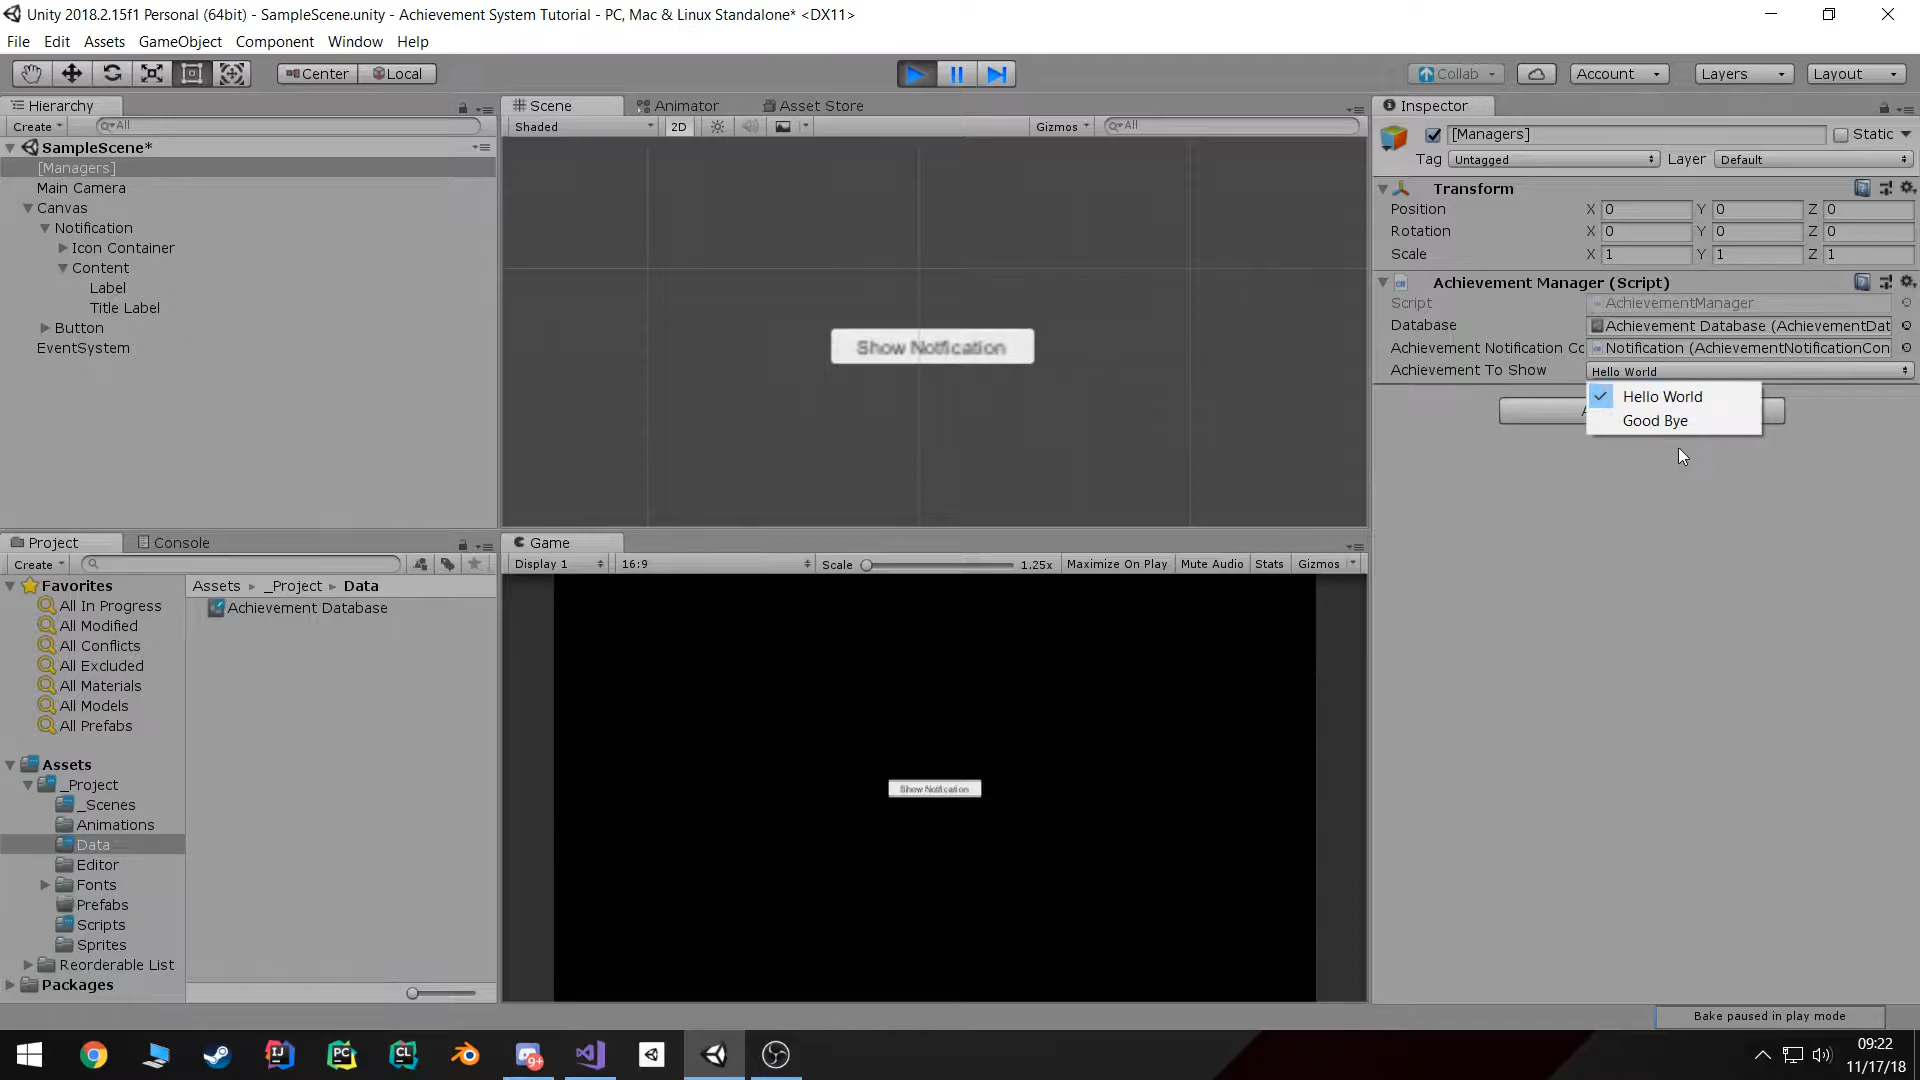 Unity 2018.2.15f1 Personal (64bit) - SampleScene.unity - Achievement System Tutorial - PC, Mac & Linux Standalone* <DX11>
File Edit Assets GameObject Component Window Help
Center Local Collab Account Layers Layout
Hierarchy
Create All
SampleScene*
[Managers]
Main Camera
Canvas
Notification
Icon Container
Content
Label
Title Label
Button
EventSystem
Scene Animator Asset Store
Shaded 2D Gizmos All
Show Notification
Inspector
[Managers] Static
Tag Untagged Layer Default
Transform
Position X 0 Y 0 Z 0
Rotation X 0 Y 0 Z 0
Scale X 1 Y 1 Z 1
Achievement Manager (Script)
Script AchievementManager
Database Achievement Database (AchievementDat
Achievement Notification Co Notification (AchievementNotificationCon
Achievement To Show Hello World
Hello World
Good Bye
Project Console
Create
Favorites
All In Progress
All Modified
All Conflicts
All Excluded
All Materials
All Models
All Prefabs
Assets
_Project
_Scenes
Animations
Data
Editor
Fonts
Prefabs
Scripts
Sprites
Reorderable List
Packages
Assets _Project Data
Achievement Database
Game
Display 1 16:9 Scale 1.25x Maximize On Play Mute Audio Stats Gizmos
Show Notification
Bake paused in play mode
9+
09:22
11/17/18